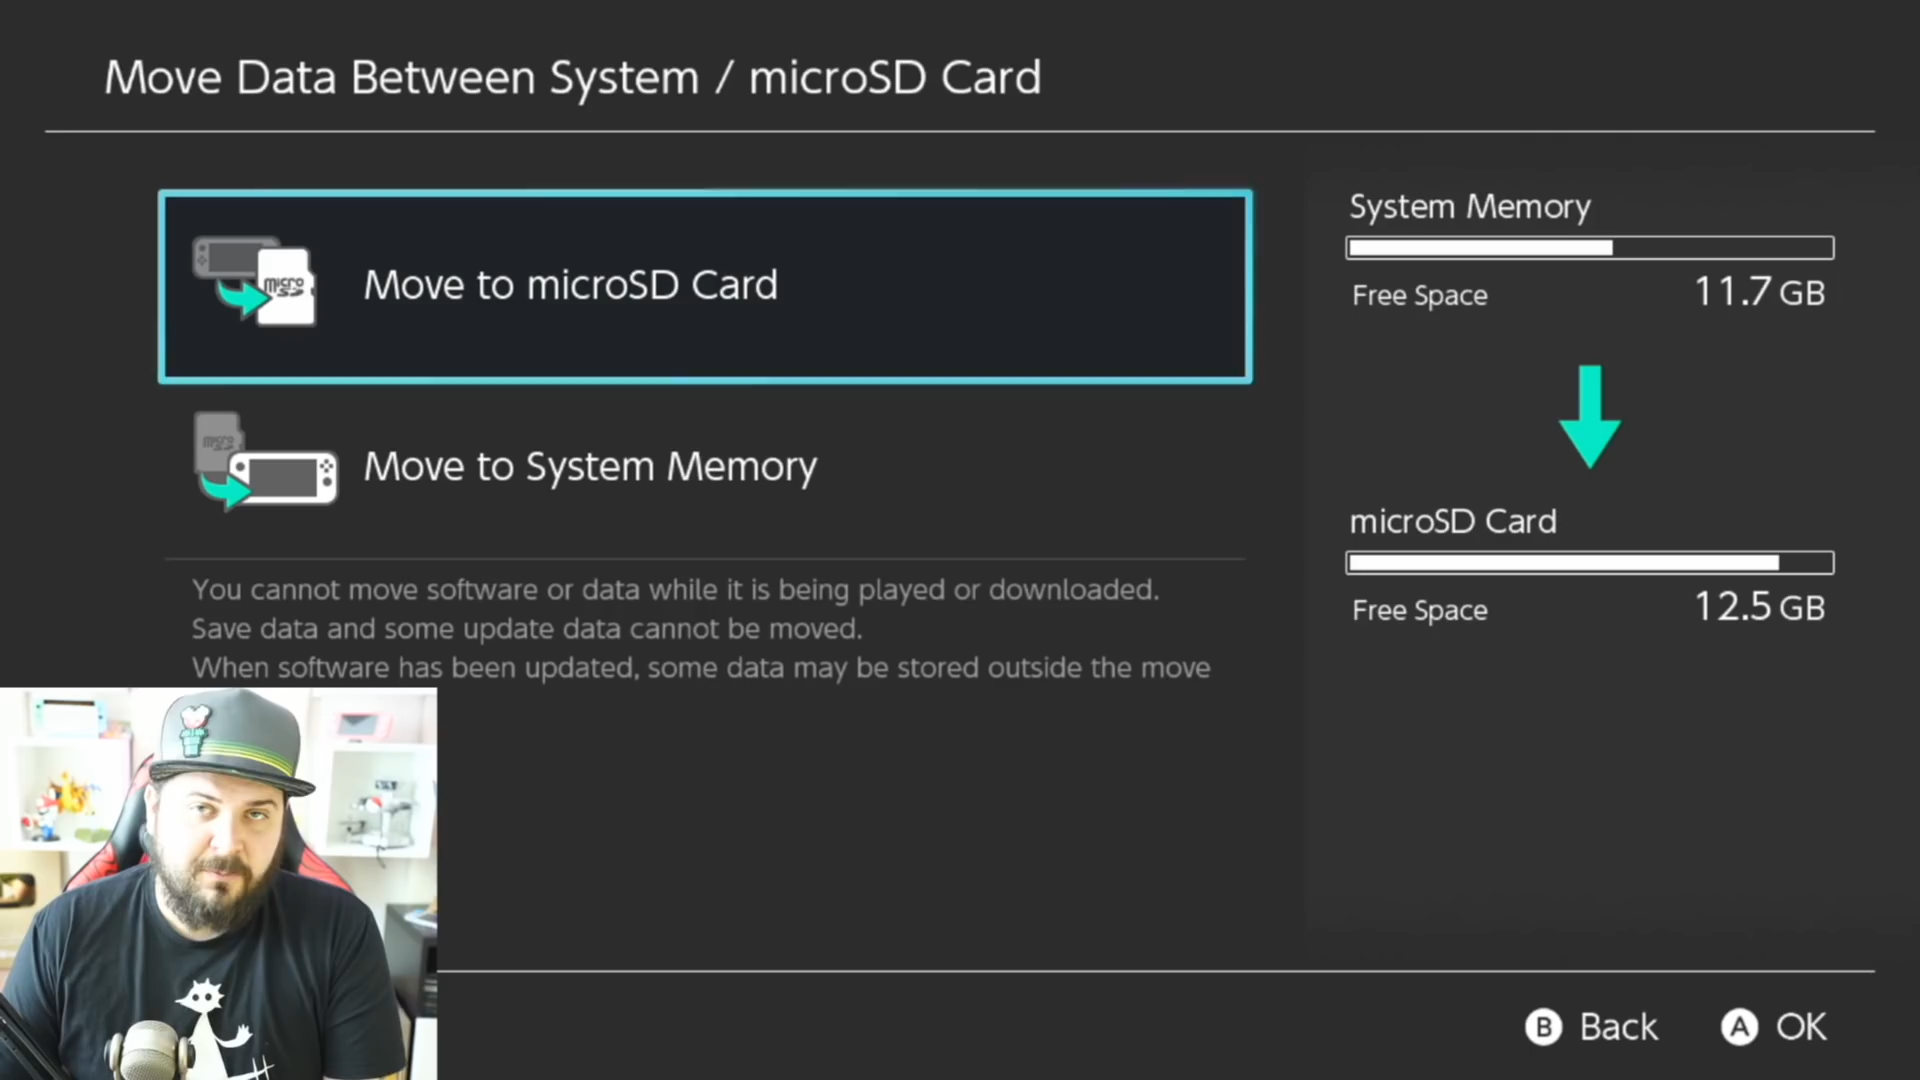 Move Data Between System / microSD Card
Move to microSD Card
micro
Move to System Memory
micro
You cannot move software or data while it is being played or downloaded.
Save data and some update data cannot be moved.
When software has been updated, some data may be stored outside the move
System Memory
Free Space 11.7 GB
microSD Card
Free Space 12.5 GB
B Back A OK